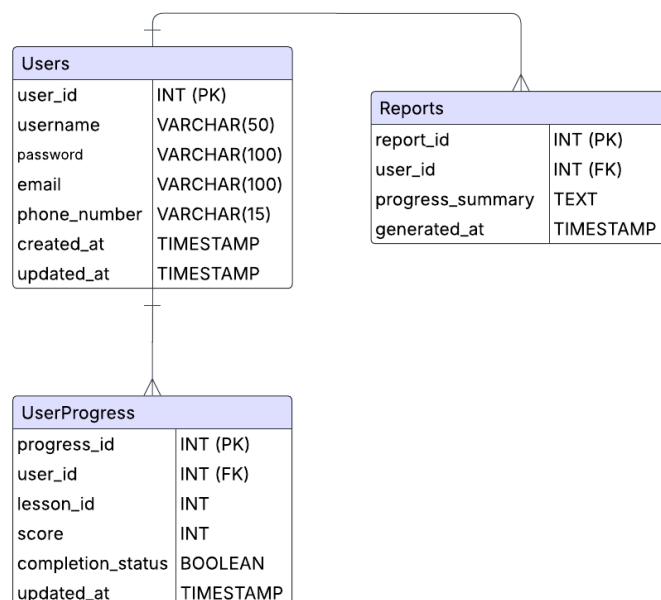 Users
user_id INT (PK)
username VARCHAR(50)
password VARCHAR(100)
email VARCHAR(100)
phone_number VARCHAR(15)
created_at TIMESTAMP
updated_at TIMESTAMP
Reports
report_id INT (PK)
user_id INT (FK)
progress_summary TEXT
generated_at TIMESTAMP
UserProgress
progress_id INT (PK)
user_id INT (FK)
lesson_id INT
score INT
completion_status BOOLEAN
updated_at TIMESTAMP